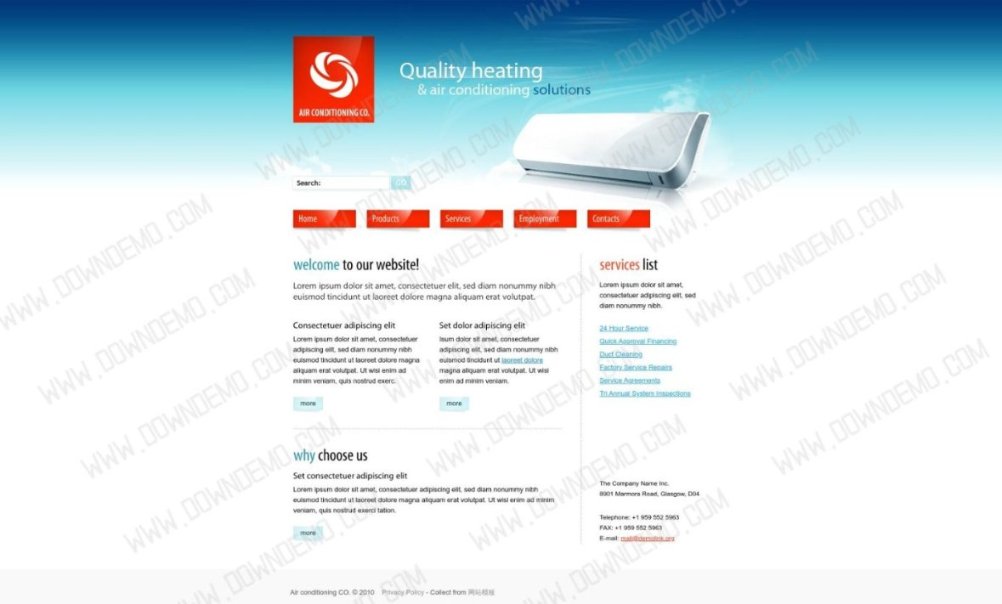 AIR CONDITIONING CO.
Quality heating
& air conditioning solutions
Search:
GO
Home
Products
Services
Employment
Contacts
welcome to our website!
Lorem ipsum dolor sit amet, consectetuer elit, sed diam nonummy nibh
euismod tincidunt ut laoreet dolore magna aliquam erat volutpat.
Consectetuer adipiscing elit
Lorem ipsum dolor sit amet, consectetuer
adipiscing elit, sed diam nonummy nibh
euismod tincidunt ut laoreet dolore magna
aliquam erat volutpat. Ut wisi enim ad
minim veniam, quis nostrud exerc.
more
Set dolor adipiscing elit
Isum dolor sit amet, consectetuer
adipiscing elit, sed diam nonummy nibh
euismod tincidunt ut laoreet dolore
magna aliquam erat volutpat. Ut wisi
enim ad minim veniam.
more
why choose us
Set consectetuer adipiscing elit
Lorem ipsum dolor sit amet, consectetuer adipiscing elit, sed diam nonummy nibh
euismod tincidunt ut laoreet dolore magna aliquam erat volutpat. Ut wisi enim ad minim
veniam, quis nostrud exerci tation.
more
services list
Lorem ipsum dolor sit amet,
consectetuer adipiscing elit, sed
diam nonummy nibh.
24 Hour Service
Quick Approval Financing
Duct Cleaning
Factory Service Repairs
Service Agreements
Tri Annual System Inspections
The Company Name Inc.
8901 Marmora Road, Glasgow, D04
Telephone: +1 959 552 5963
FAX: +1 959 552 5963
E-mail: mail@demolink.org
Air conditioning CO. © 2010 Privacy Policy - Collect from 网站模板
WWW.DOWNDEMO.COM